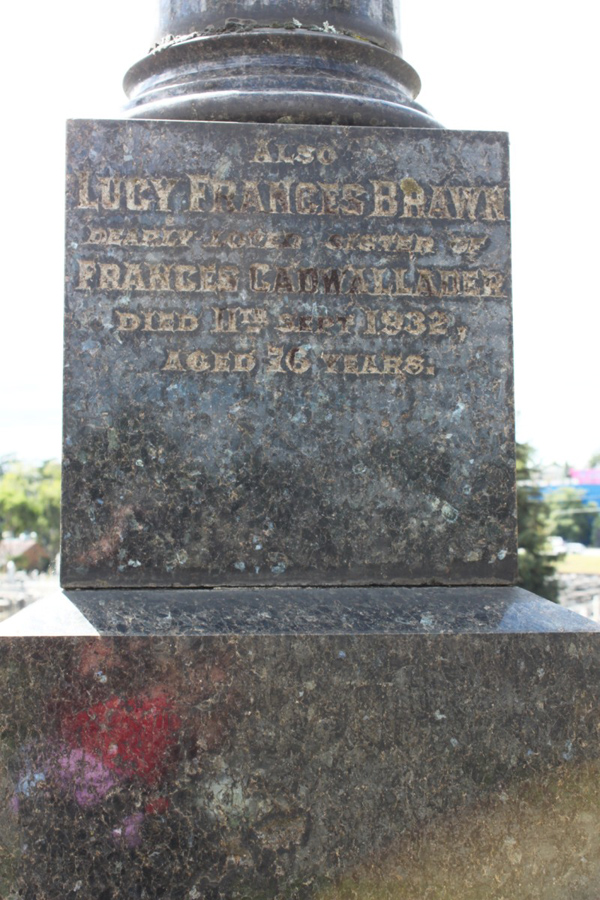 ALSO
LUCY FRANCES BRAWN
DEARLY LOVED SISTER OF
FRANCES CADWALLADER
DIED 11TH SEPT 1932,
AGED 76 YEARS.